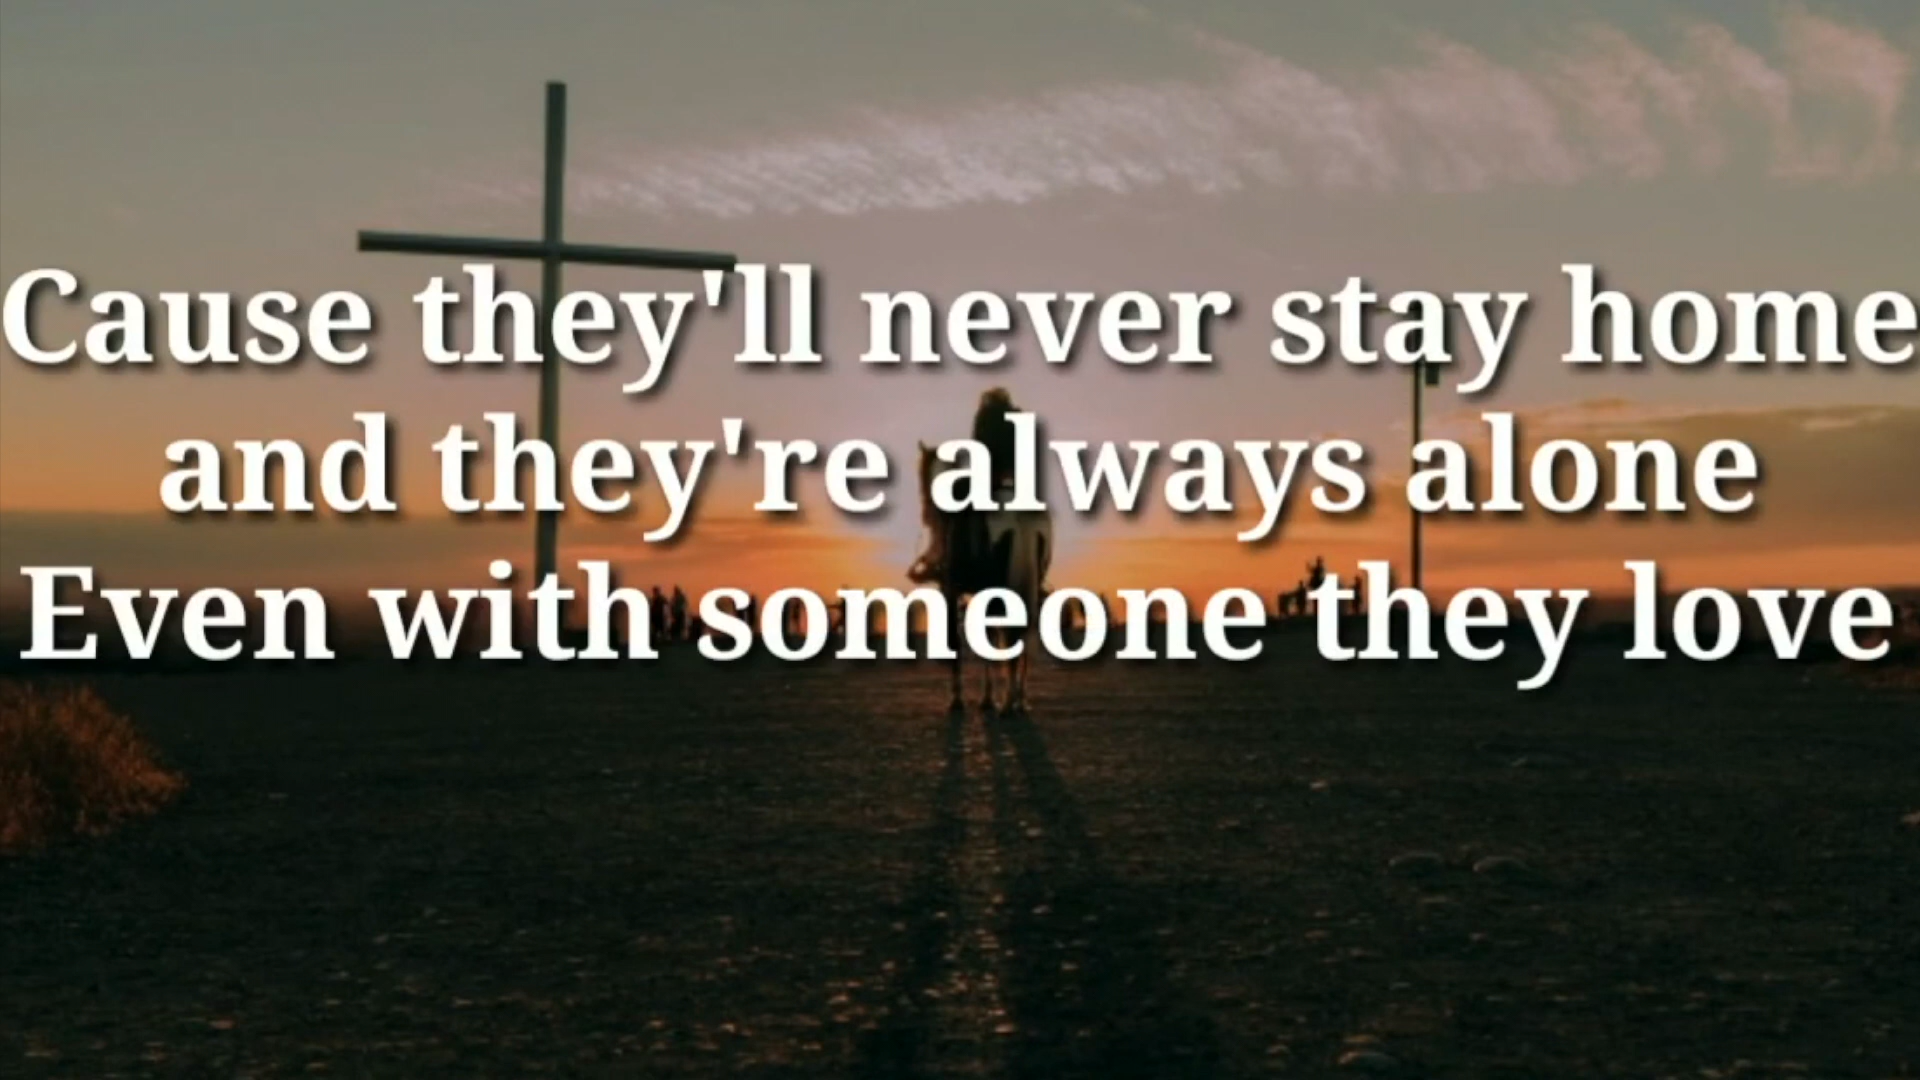 Cause they'll never stay home
and they're always alone
Even with someone they love